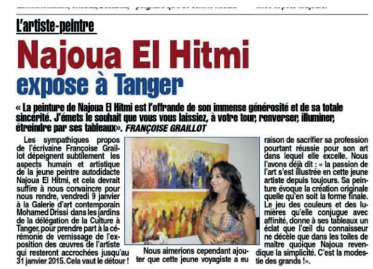 L'artiste-peintre
Najoua El Hitmi
expose à Tanger
« La peinture de Najoua El Hitmi est l'offrande de son immense générosité et de sa totale
sincérité. J'émets le souhait que vous vous laissiez, à votre tour, renverser, illuminer,
étreindre par ses tableaux». FRANÇOISE GRAILLOT
Les sympathiques propos
de l'écrivaine Françoise Grail-
lot dépeignent subtilement les
aspects humain et artistique
de la jeune peintre autodidacte
Najoua El Hitmi, et cela devrait
suffire à nous convaincre pour
nous rendre, vendredi 9 janvier
à la Galerie d'art contemporain
Mohamed Drissi dans les jardins
de la délégation de la Culture à
Tanger, pour prendre part à la cé-
rémonie de vernissage de l'ex-
position des œuvres de l'artiste
qui resteront accrochées jusqu'au
31 janvier 2015. Cela vaut le détour !
Nous aimerions cependant ajou-
ter que cette jeune voyagiste a eu
raison de sacrifier sa profession
pourtant réussie pour son art
dans lequel elle excelle. Nous
l'avons déjà dit : « la passion de
l'art s'est illustrée en cette jeune
artiste depuis toujours. Sa pein-
ture évoque la création originale
quelle qu'en soit la forme finale.
Le jeu des couleurs et des lu-
mières qu'elle conjugue avec
affinité, donne à ses tableaux un
éclat que l'œil du connaisseur
ne décèle que dans les toiles de
maître quoique Najoua reven-
dique la simplicité. C'est la modes-
tie des grands !».